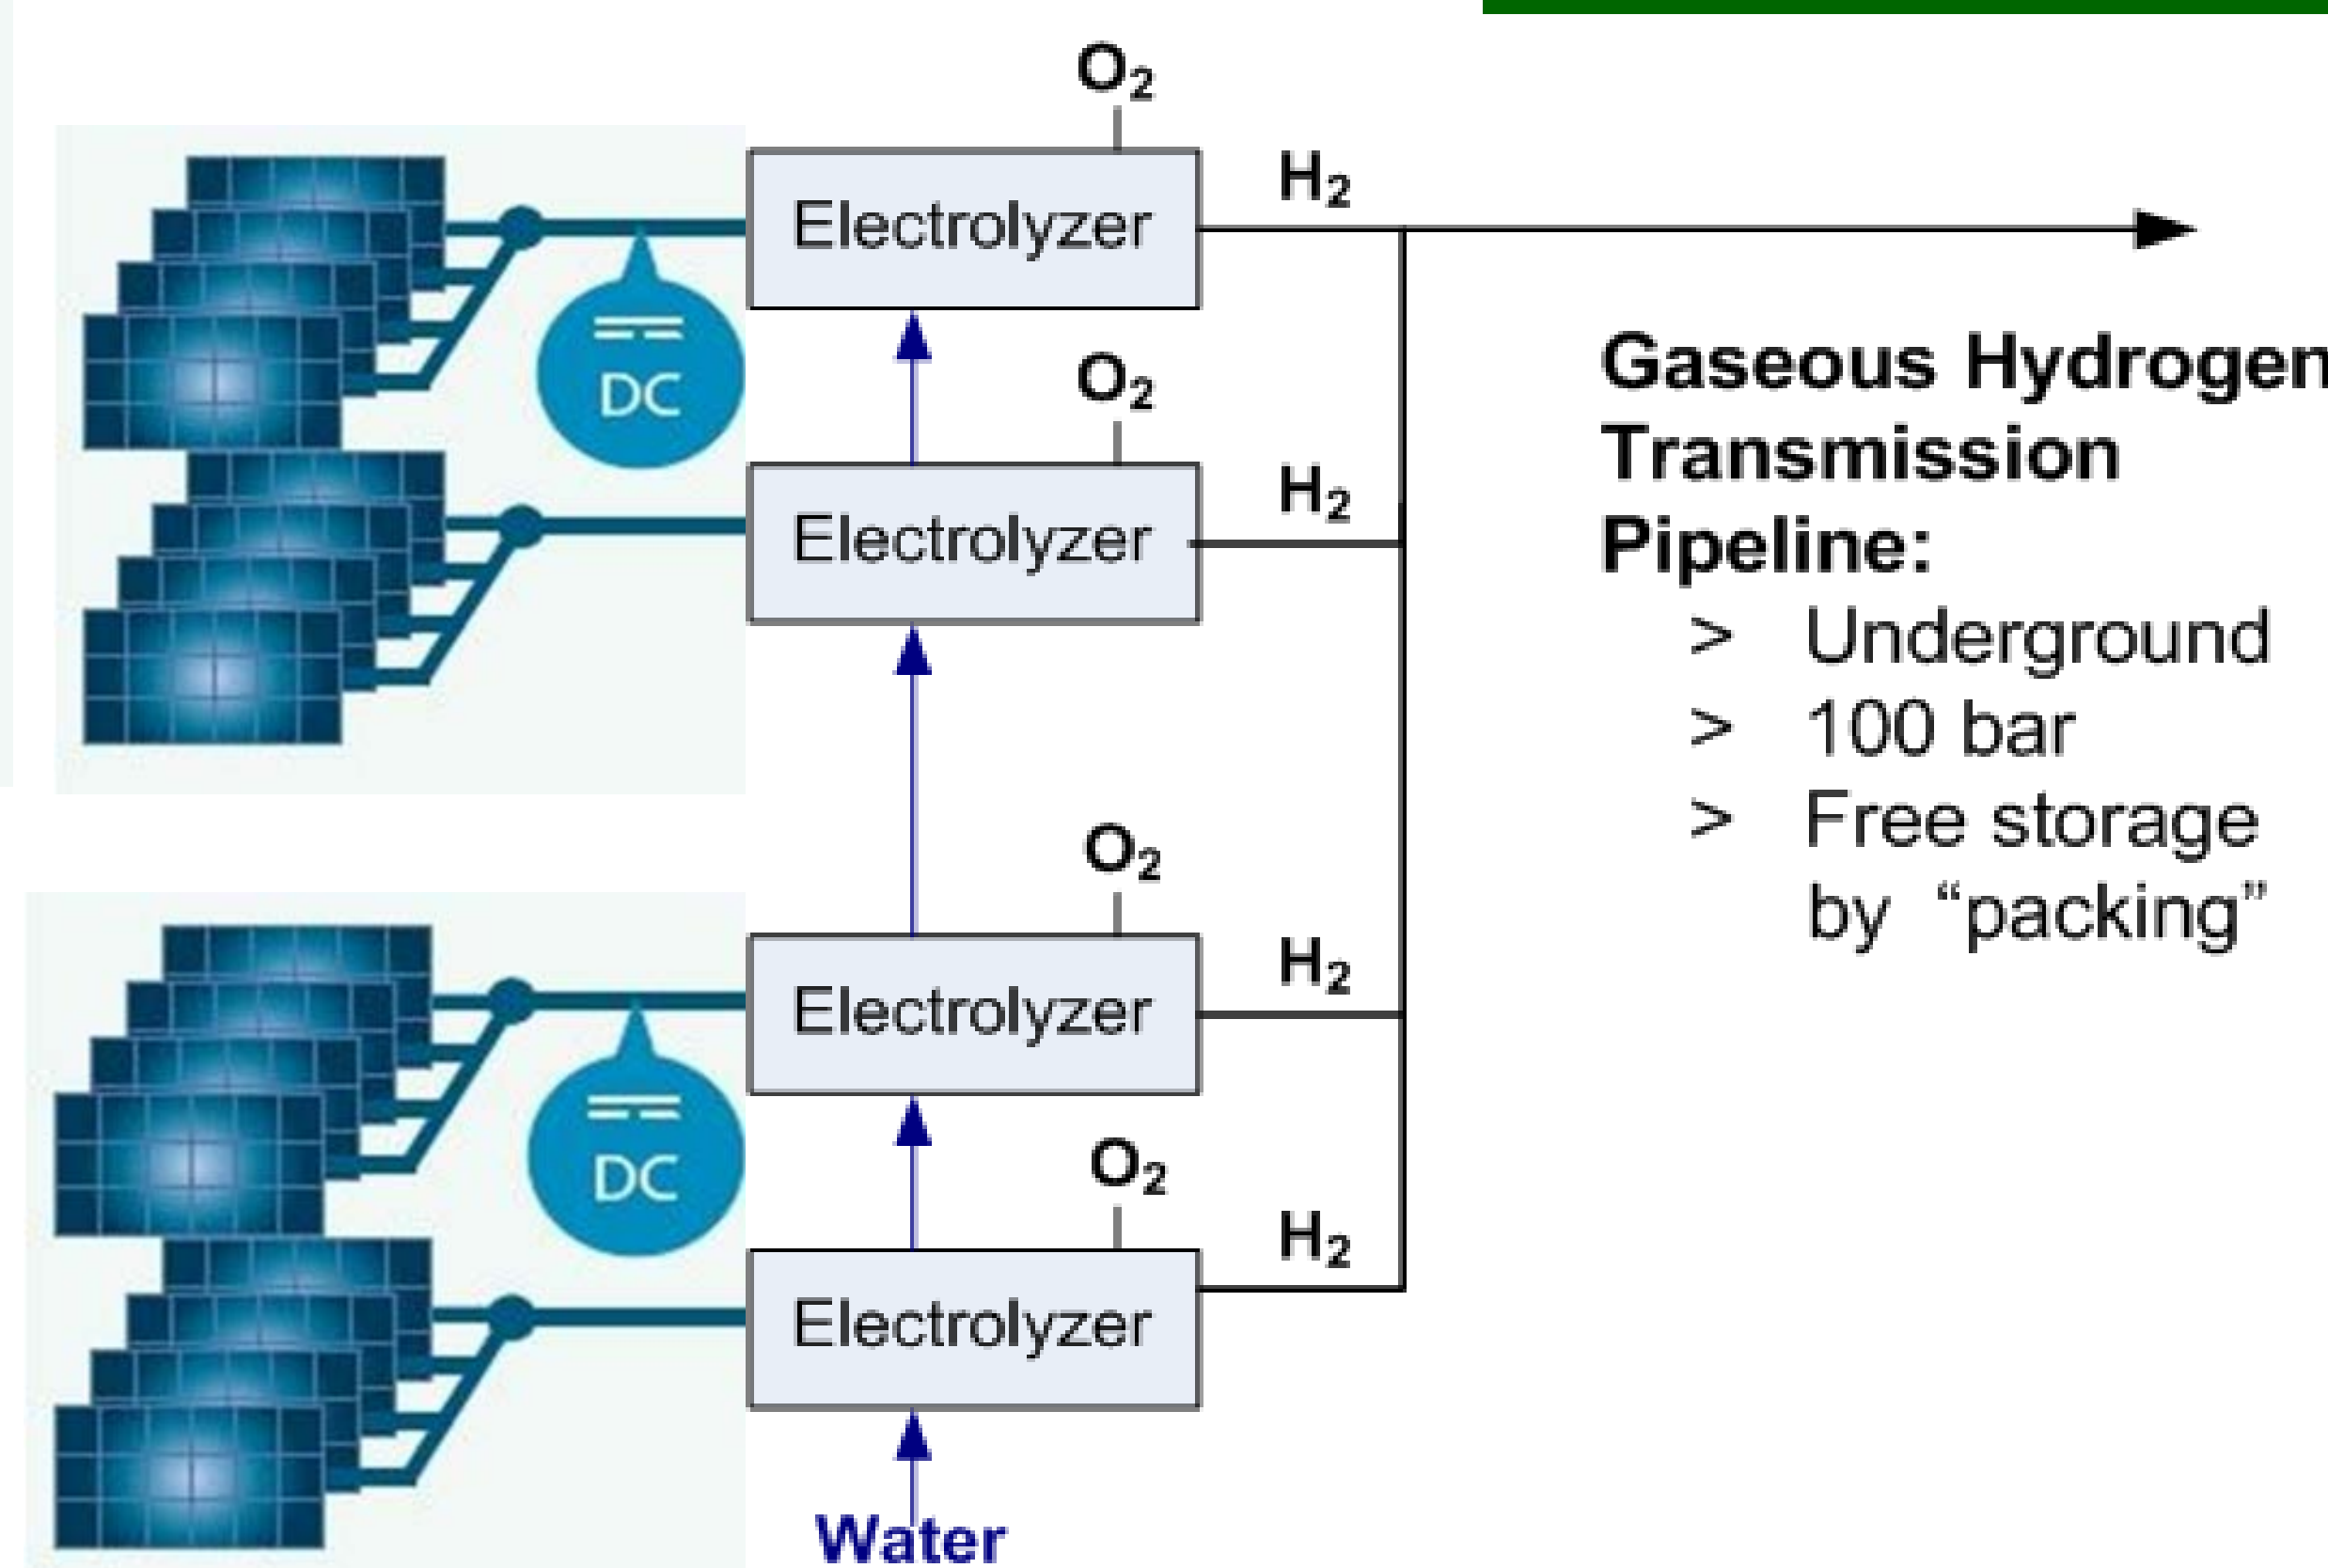 O₂
Electrolyzer
H₂
DC
O₂
Electrolyzer
H₂
O₂
Electrolyzer
H₂
DC
O₂
Electrolyzer
H₂
Water
Gaseous Hydrogen
Transmission
Pipeline:
> Underground
> 100 bar
> Free storage
by “packing”